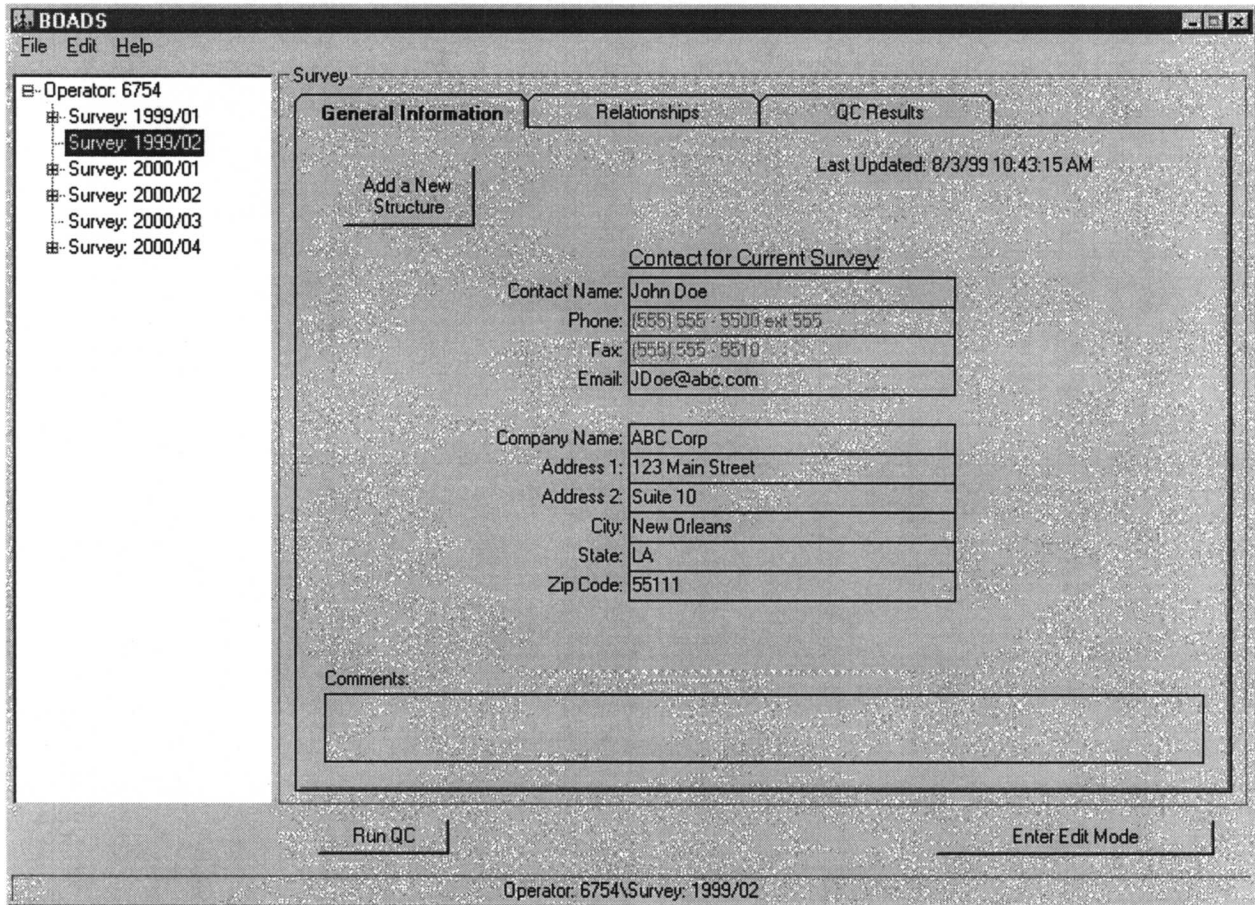 BOADS
File Edit Help
Operator: 6754
Survey: 1999/01
Survey: 1999/02
Survey: 2000/01
Survey: 2000/02
Survey: 2000/03
Survey: 2000/04
Survey
General Information Relationships QC Results
Last Updated: 8/3/99 10:43:15 AM
Add a New
Structure
Contact for Current Survey
Contact Name: John Doe
Phone: (555) 555 - 5500 ext 555
Fax: (555) 555 - 5510
Email: JDoe@abc.com
Company Name: ABC Corp
Address 1: 123 Main Street
Address 2: Suite 10
City: New Orleans
State: LA
Zip Code: 55111
Comments:
Run QC Enter Edit Mode
Operator: 6754\Survey: 1999/02